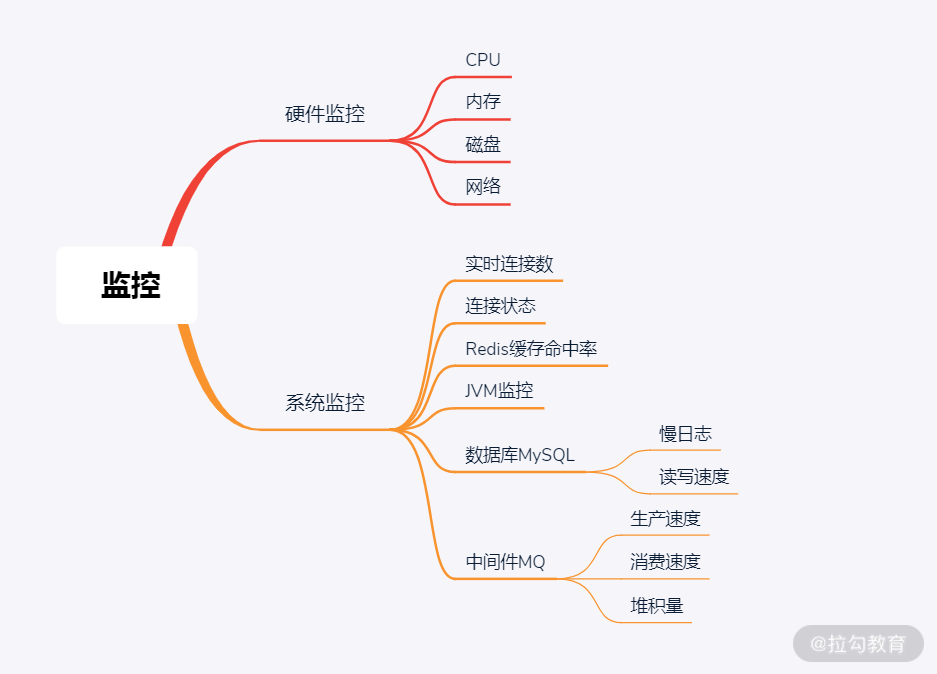 监控
硬件监控
CPU
内存
磁盘
网络
系统监控
实时连接数
连接状态
Redis缓存命中率
JVM监控
数据库MySQL
慢日志
读写速度
中间件MQ
生产速度
消费速度
堆积量
@拉勾教育